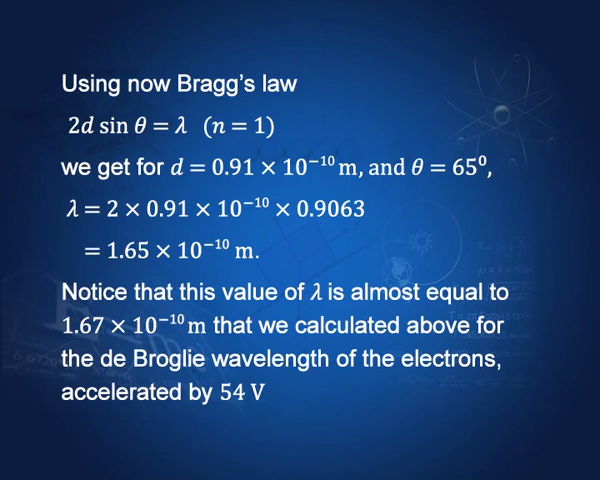 Using now Bragg's law
2d sin θ = λ (n = 1)
we get for d = 0.91 × 10⁻¹⁰ m, and θ = 65⁰,
λ = 2 × 0.91 × 10⁻¹⁰ × 0.9063
= 1.65 × 10⁻¹⁰ m.
Notice that this value of λ is almost equal to
1.67 × 10⁻¹⁰ m that we calculated above for
the de Broglie wavelength of the electrons,
accelerated by 54 V